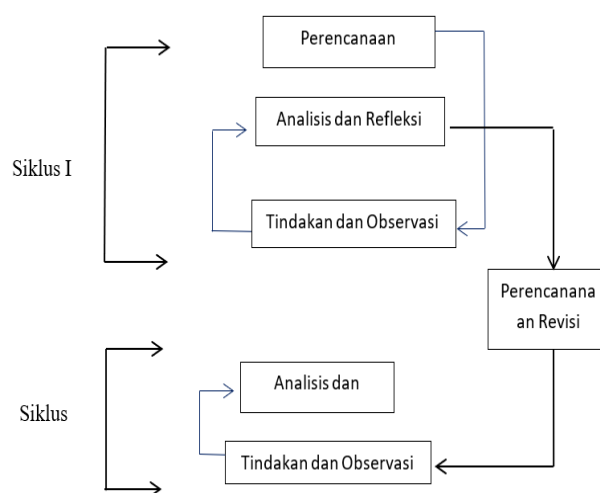 Perencanaan
Analisis dan Refleksi
Siklus I
Tindakan dan Observasi
Perencanana
an Revisi
Analisis dan
Siklus
Tindakan dan Observasi